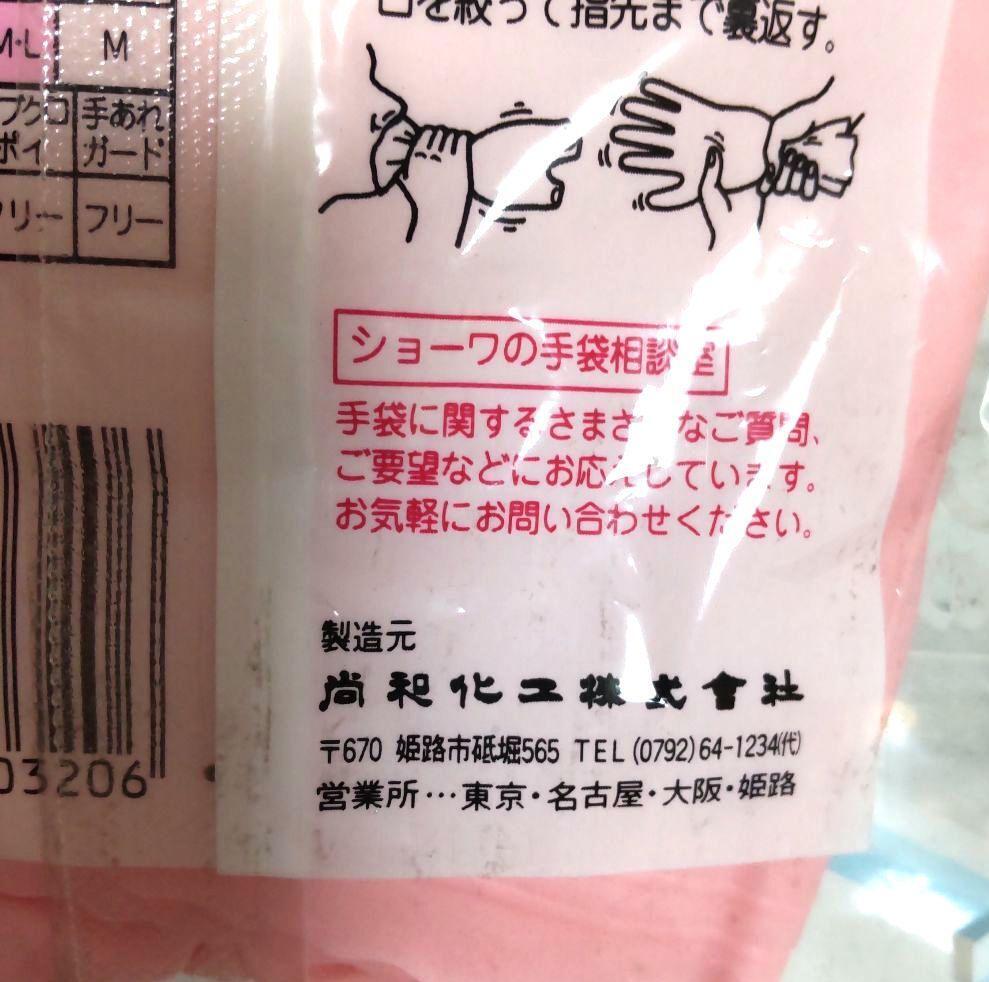 口を絞って指先まで裏返す。
M・L M
手あれ
ポイ ガード
フリー フリー
ショーワの手袋相談室
手袋に関するさまざまなご質問、
ご要望などにお応えしています。
お気軽にお問い合わせください。
製造元
尚和化工株式會社
〒670 姫路市砥堀565 TEL(0792)64-1234㈹
営業所…東京・名古屋・大阪・姫路
03206